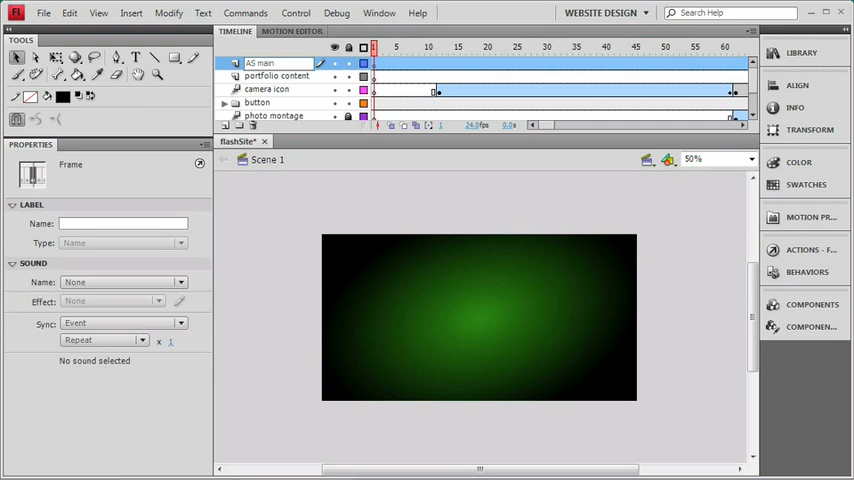 Fl File Edit View Insert Modify Text Commands Control Debug Window Help WEBSITE DESIGN Search Help
TOOLS
TIMELINE MOTION EDITOR
1 5 10 15 20 25 30 35 40 45 50 55 60
AS main
portfolio content
camera icon
button
photo montage
1 24.0fps 0.0s
flashSite*
Scene 1 50%
PROPERTIES
Frame
LABEL
Name:
Type: Name
SOUND
Name: None
Effect: None
Sync: Event
Repeat x 1
No sound selected
LIBRARY
ALIGN
INFO
TRANSFORM
COLOR
SWATCHES
MOTION PR...
ACTIONS - F...
BEHAVIORS
COMPONENTS
COMPONEN...